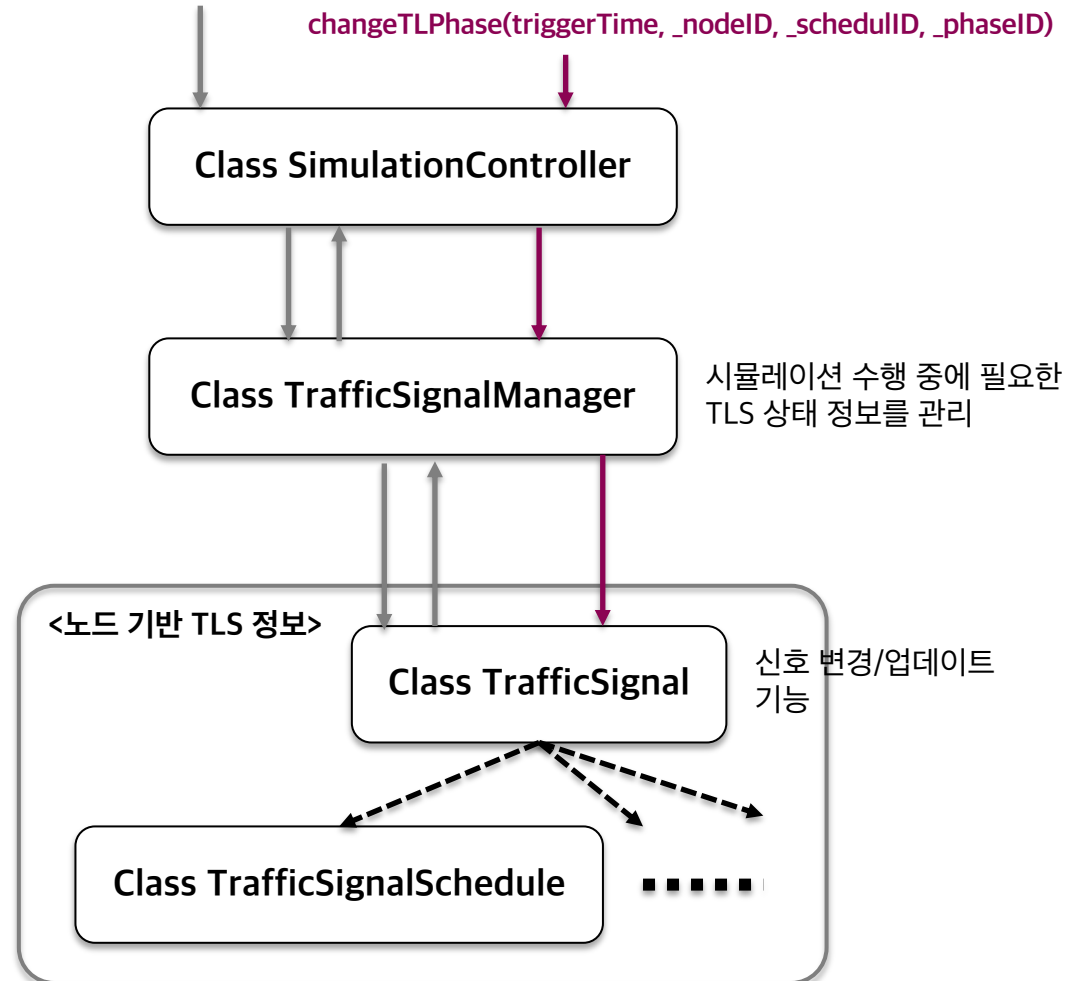 changeTLPhase(triggerTime, _nodeID, _schedulID, _phaseID)
Class SimulationController
Class TrafficSignalManager
시뮬레이션 수행 중에 필요한
TLS 상태 정보를 관리
<노드 기반 TLS 정보>
Class TrafficSignal
신호 변경/업데이트
기능
Class TrafficSignalSchedule